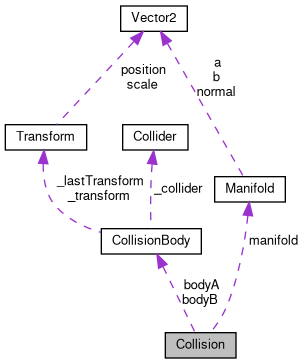 Vector2
position
scale
a
b
normal
Transform
Collider
Manifold
_lastTransform
_transform
_collider
manifold
CollisionBody
bodyA
bodyB
Collision